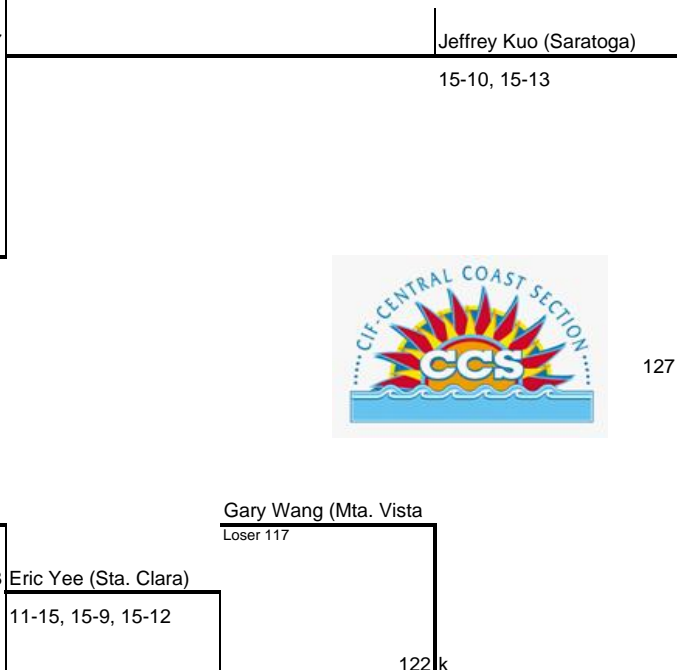 Jeffrey Kuo (Saratoga)
15-10, 15-13
CIF-CENTRAL COAST SECTION
CCS
127
Gary Wang (Mta. Vista
Loser 117
Eric Yee (Sta. Clara)
11-15, 15-9, 15-12
122 k